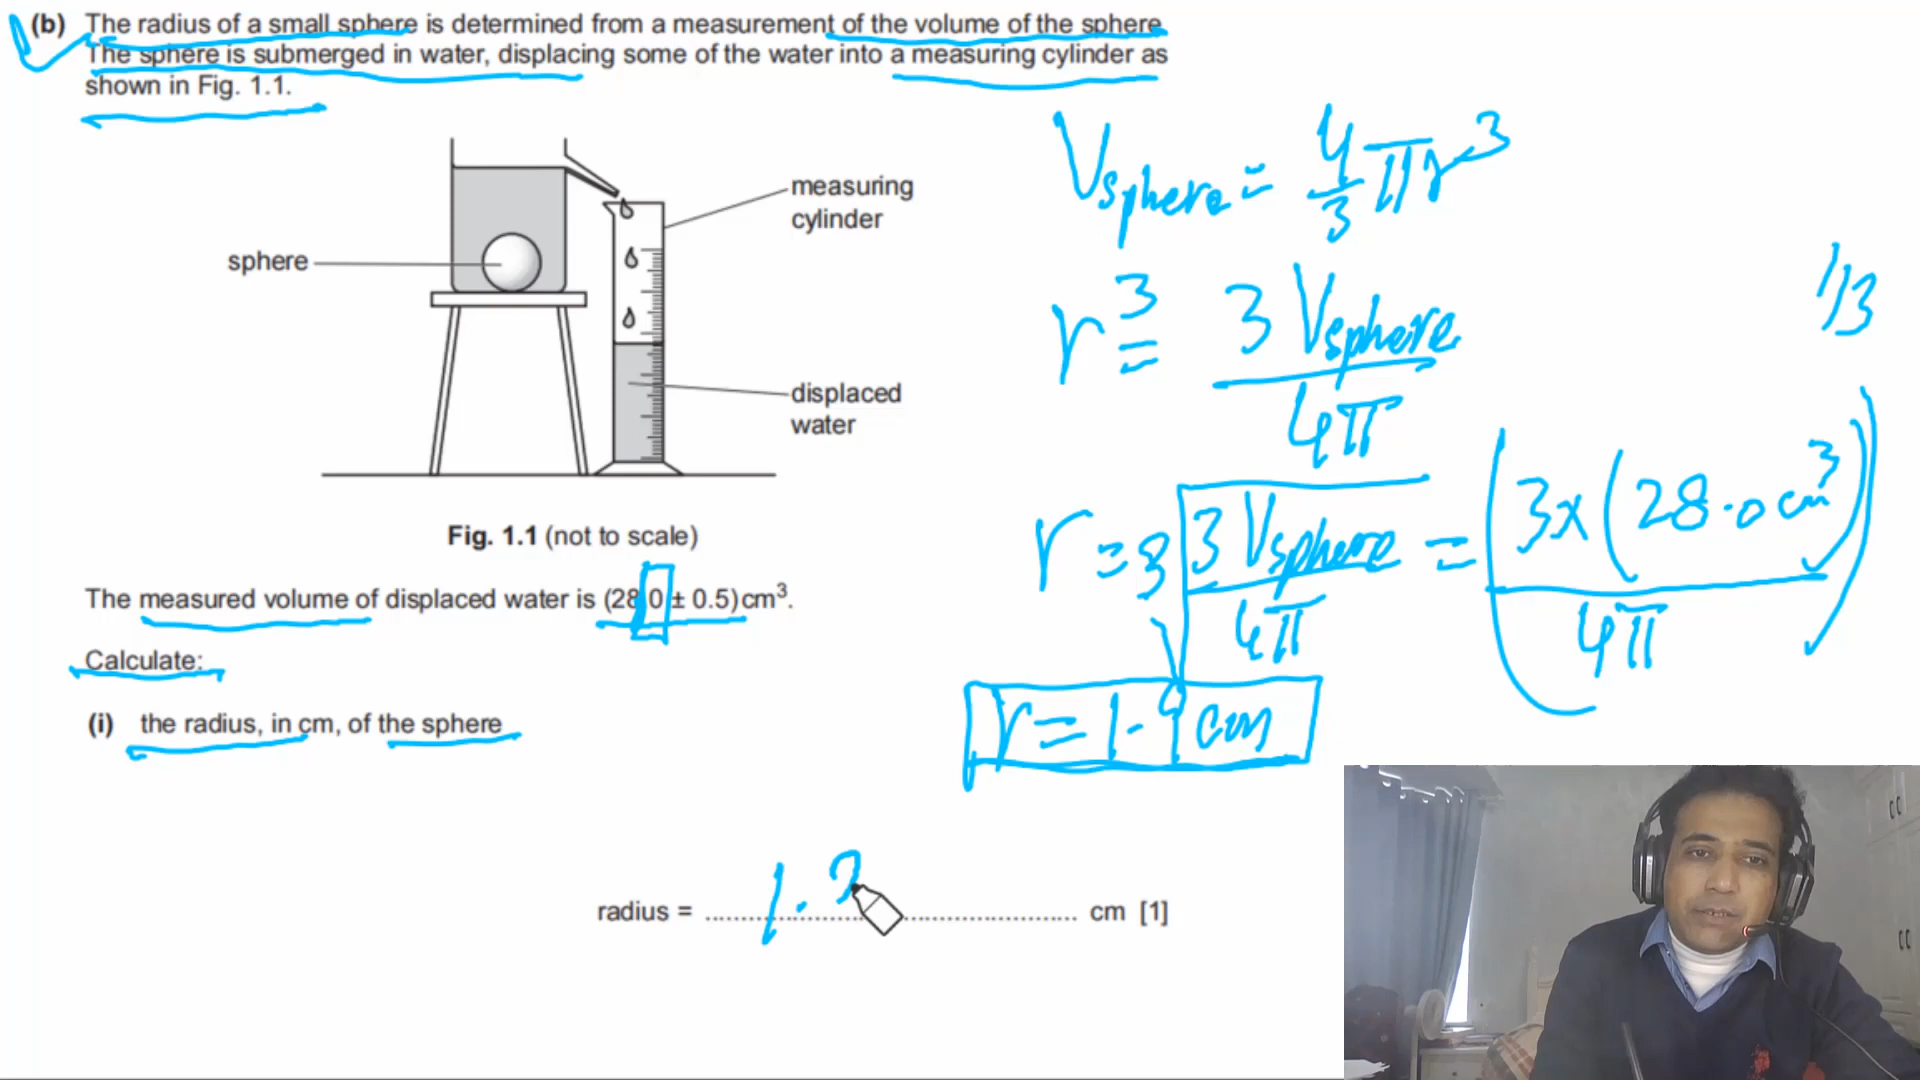 (b) The radius of a small sphere is determined from a measurement of the volume of the sphere.
The sphere is submerged in water, displacing some of the water into a measuring cylinder as
shown in Fig. 1.1.
measuring
cylinder
sphere
displaced
water
Fig. 1.1 (not to scale)
The measured volume of displaced water is (28.0 ± 0.5) cm³.
Calculate:
(i) the radius, in cm, of the sphere
radius = 1. cm [1]
Vsphere = 4/3 πr³
1/3
r³ = 3 Vsphere / 4π
r = ³√(3 Vsphere / 4π) = (3x(28.0 cm³) / 4π)
r = 1.9 cm